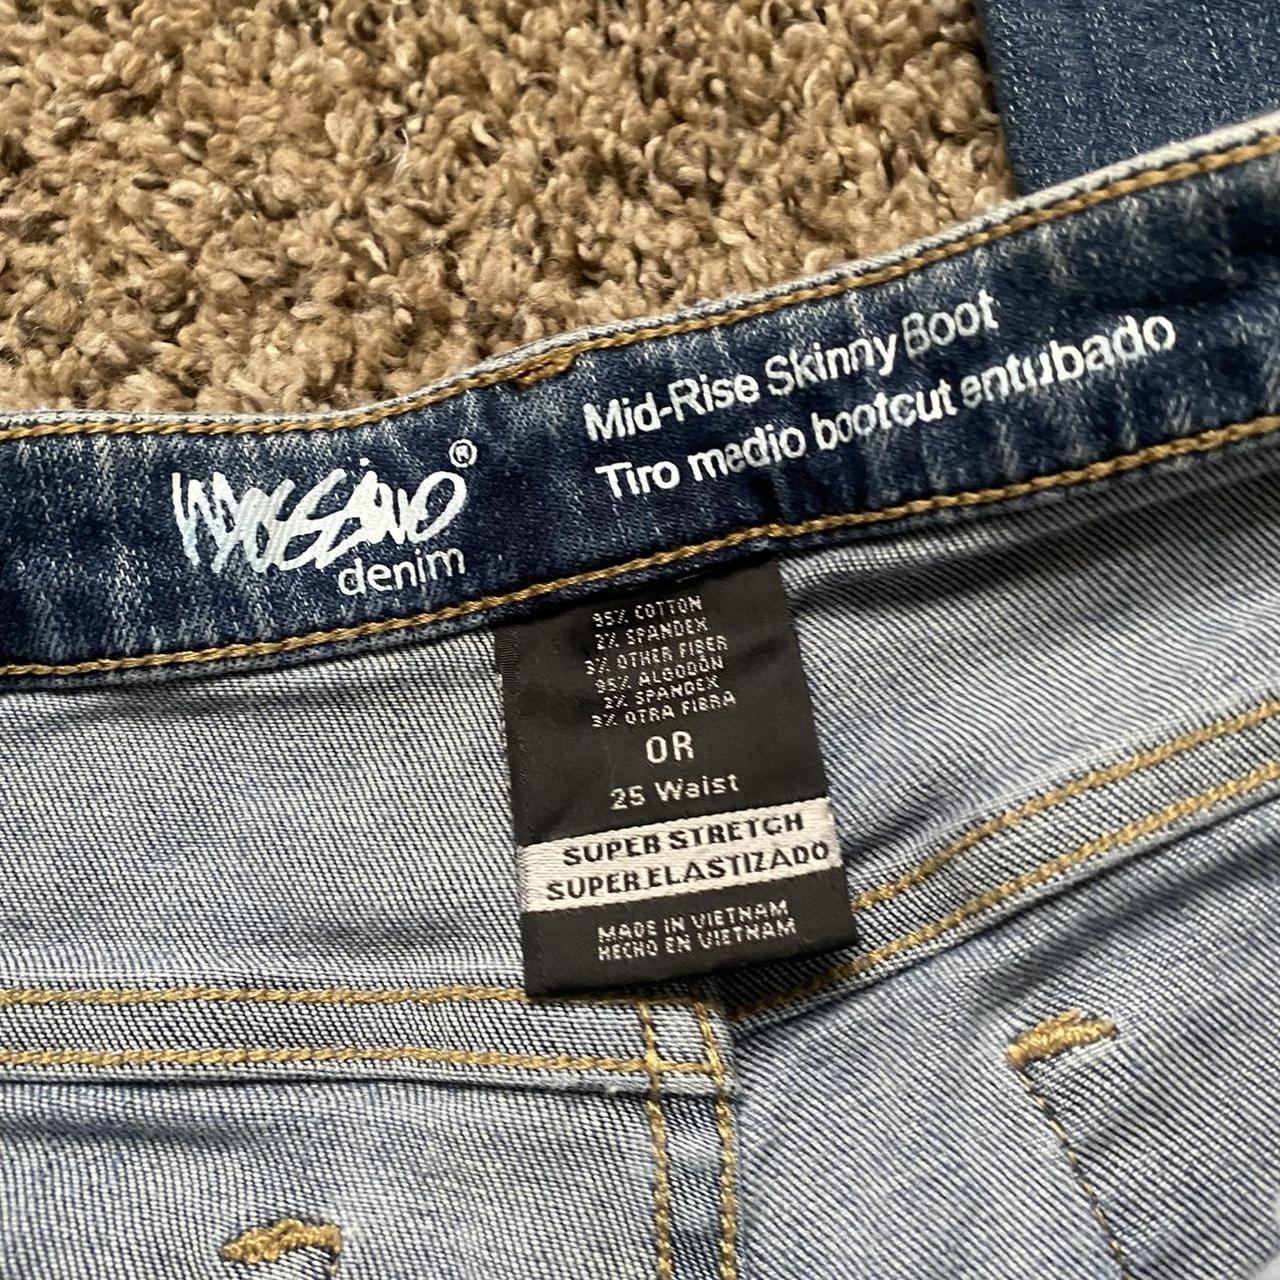 MOSSIMO®
denim
Mid-Rise Skinny Boot
Tiro medio bootcut entubado
95% COTTON
2% SPANDEX
3% OTHER FIBER
95% ALGODÓN
2% SPANDEX
3% OTRA FIBRA
0R
25 Waist
SUPER STRETCH
SUPER ELASTIZADO
MADE IN VIETNAM
HECHO EN VIETNAM